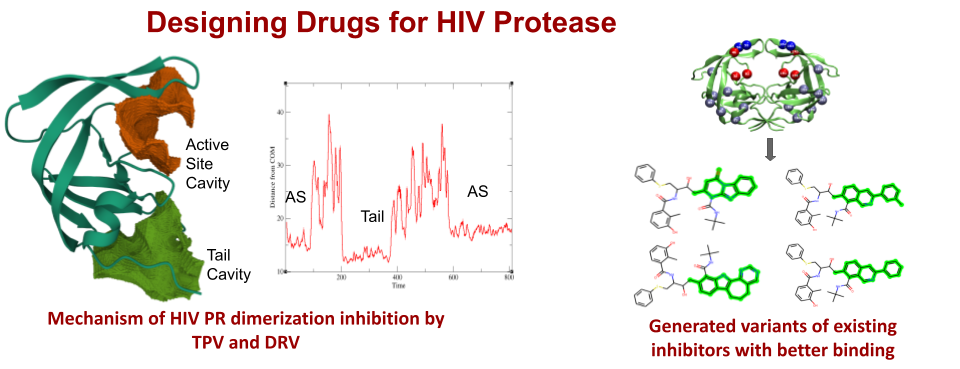 Designing Drugs for HIV Protease
Active
Site
Cavity
Tail
Cavity
Distance from COM
40
30
20
10
AS
Tail
AS
200
400
600
800
Time
Mechanism of HIV PR dimerization inhibition by
TPV and DRV
Generated variants of existing
inhibitors with better binding